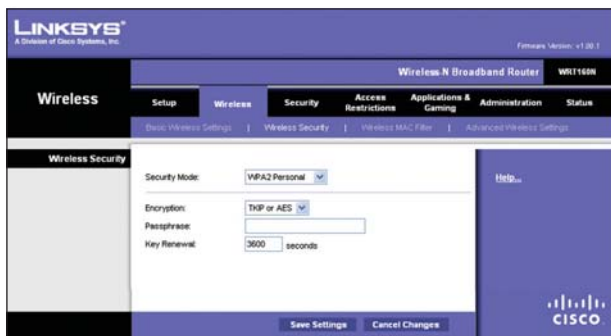 LINKSYS®
A Division of Cisco Systems, Inc.
Firmware Version: v1.00.1
Wireless-N Broadband Router WRT160N
Wireless
Setup Wireless Security Access Restrictions Applications & Gaming Administration Status
Basic Wireless Settings | Wireless Security | Wireless MAC Filter | Advanced Wireless Settings
Wireless Security
Security Mode: WPA2 Personal
Help...
Encryption: TKIP or AES
Passphrase:
Key Renewal: 3600 seconds
Save Settings Cancel Changes
CISCO